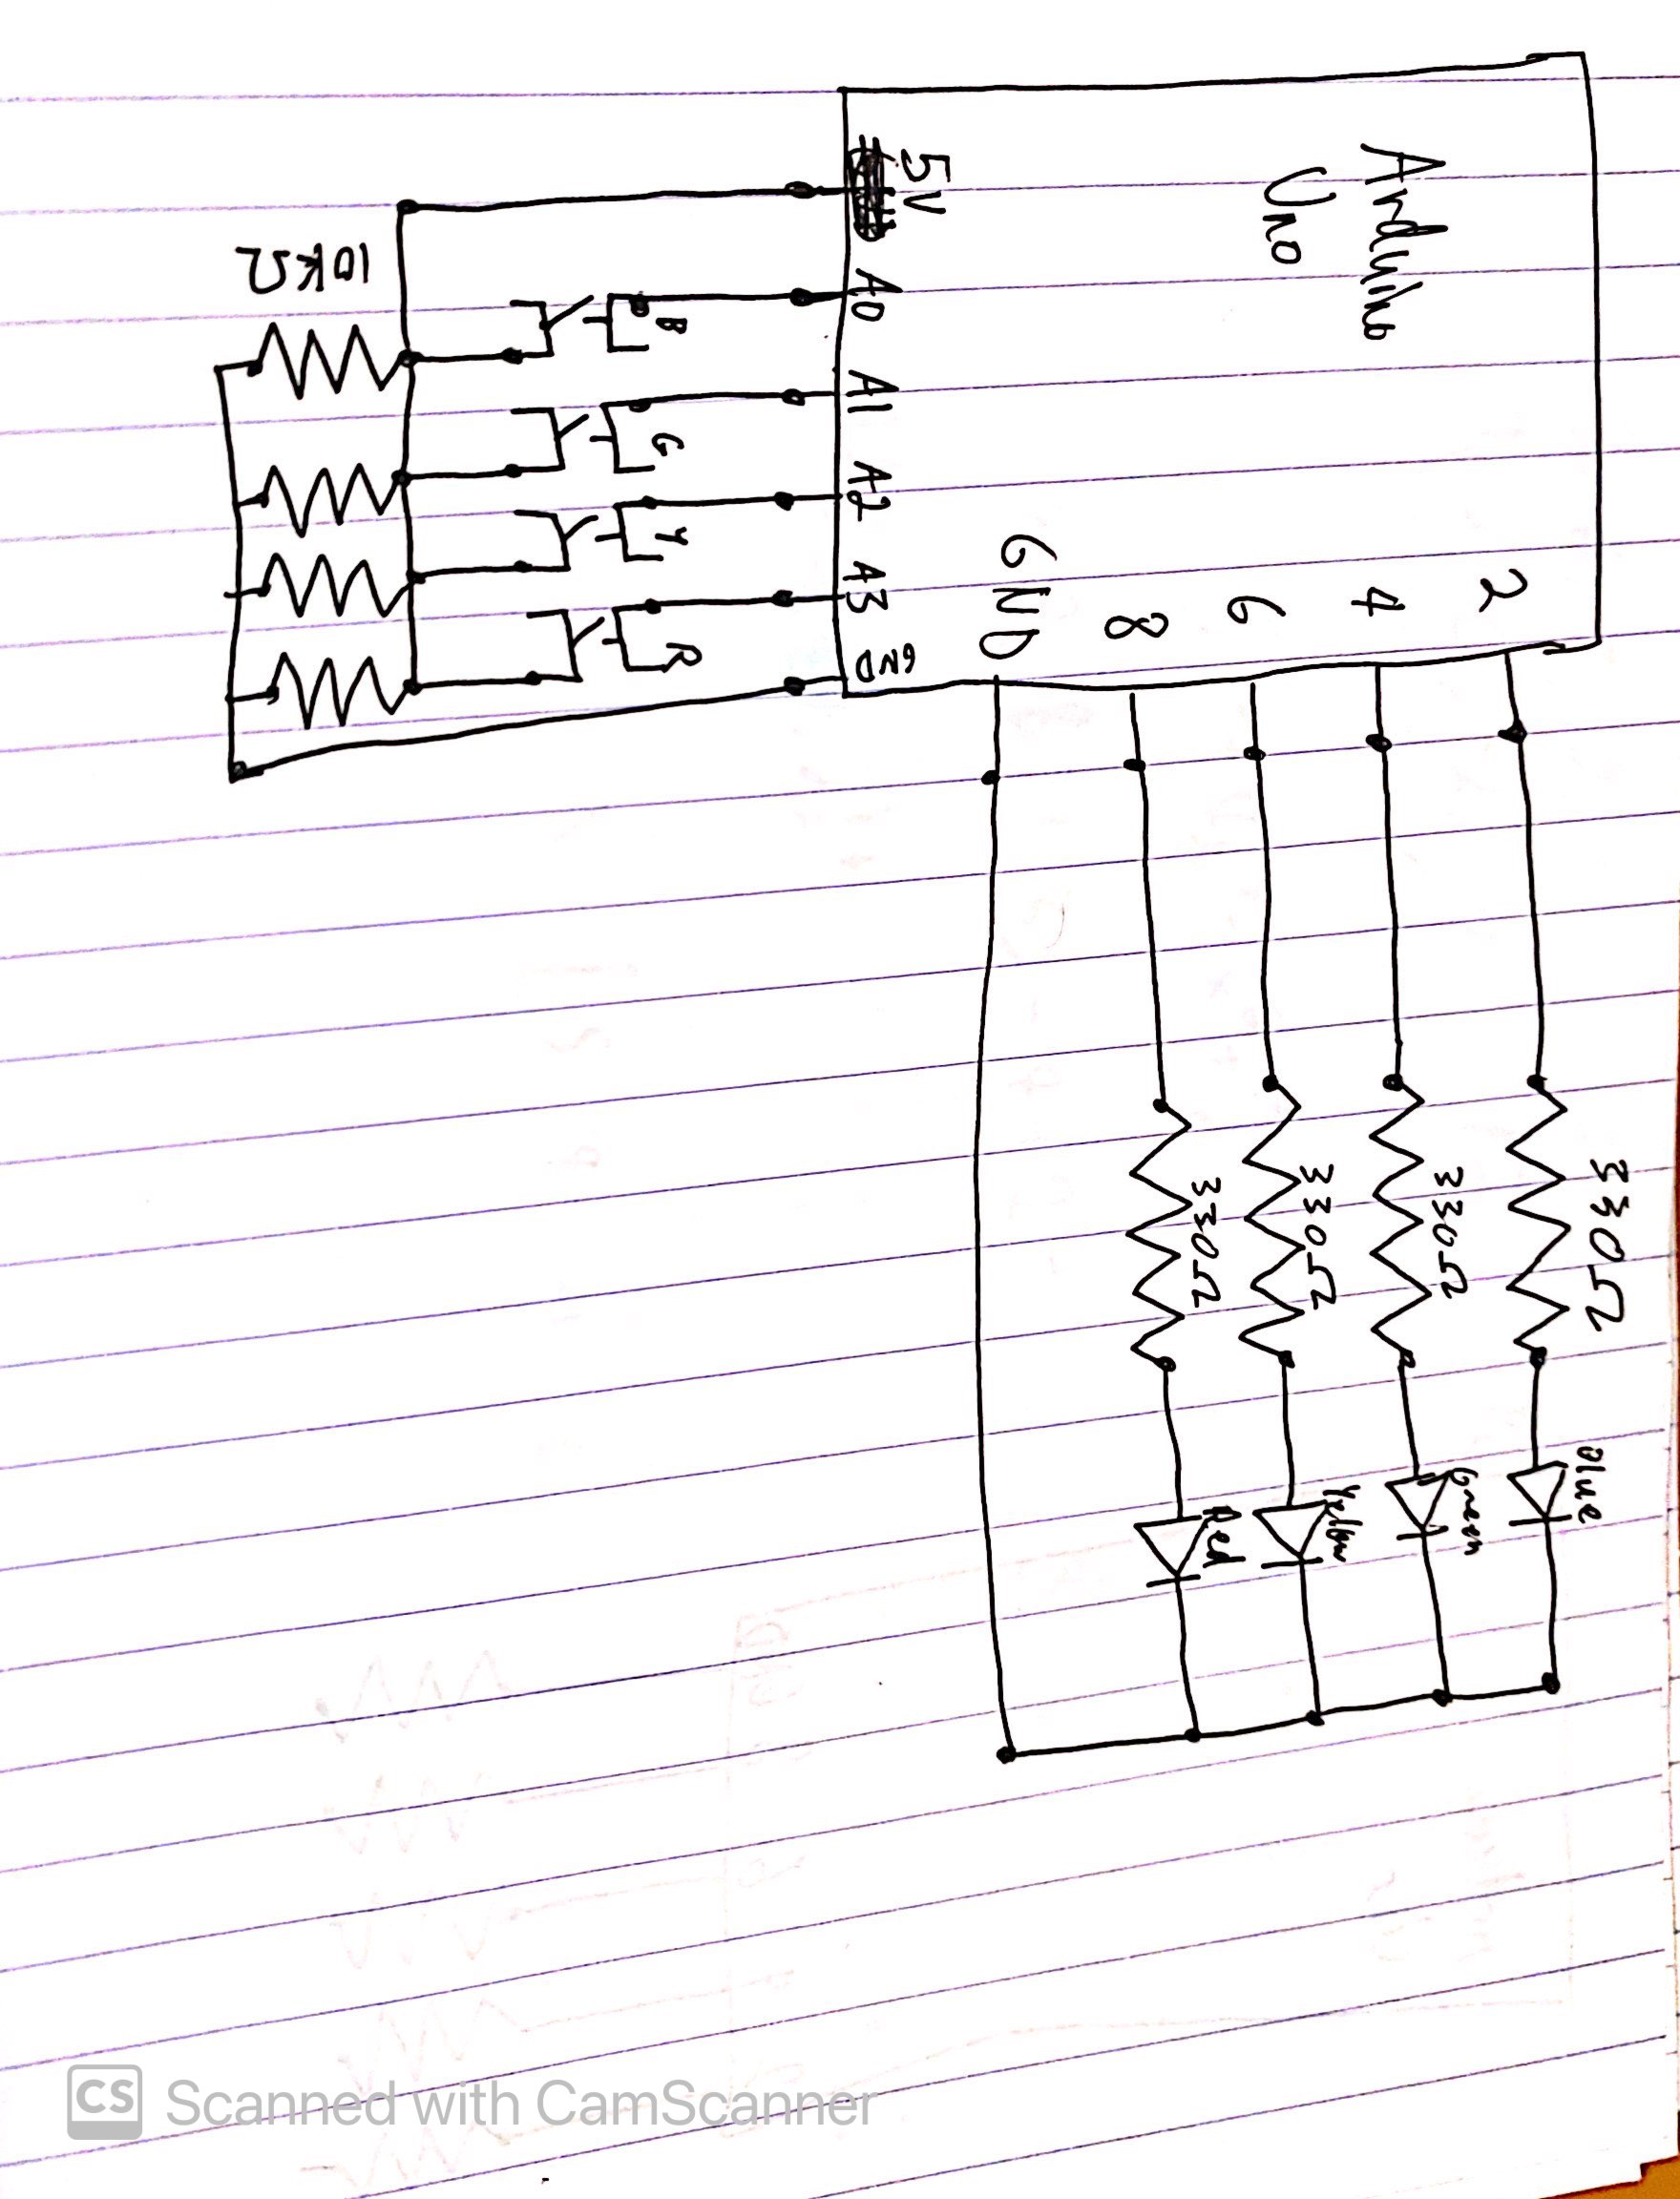 Arduino
Uno
5V
A0
A1
A2
A3
GND
GND
8
6
4
2
10KΩ
B
G
Y
R
330Ω
330Ω
330Ω
330Ω
Blue
Green
Yellow
Red
CS Scanned with CamScanner